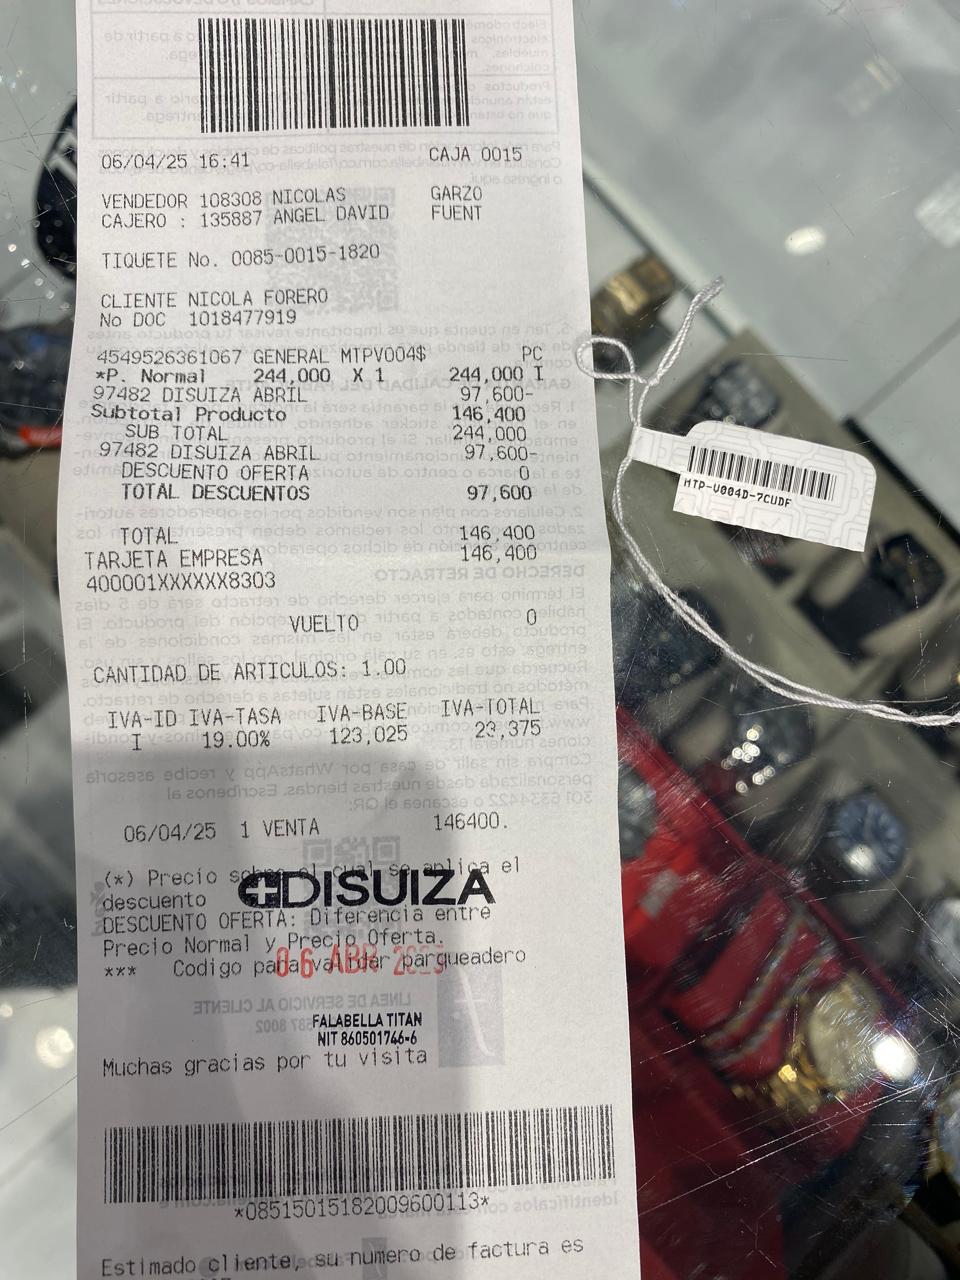 06/04/25 16:41 CAJA 0015
VENDEDOR 108308 NICOLAS GARZO
CAJERO : 135887 ANGEL DAVID FUENT
TIQUETE No. 0085-0015-1820
CLIENTE NICOLA FORERO
No DOC 1018477919
4549526361067 GENERAL MTPV004$ PC
*P. Normal 244,000 X 1 244,000 I
97482 DISUIZA ABRIL 97,600-
Subtotal Producto 146,400
SUB TOTAL 244,000
97482 DISUIZA ABRIL 97,600-
DESCUENTO OFERTA 0
TOTAL DESCUENTOS 97,600
TOTAL 146,400
TARJETA EMPRESA 146,400
400001XXXXXX8303
VUELTO 0
CANTIDAD DE ARTICULOS: 1.00
IVA-ID IVA-TASA IVA-BASE IVA-TOTAL
I 19.00% 123,025 23,375
06/04/25 1 VENTA 146400.
(*) Precio sobre el cual se aplica el
descuento
DISUIZA
DESCUENTO OFERTA: Diferencia entre
Precio Normal y Precio Oferta.
06 ABR 2025
*** Codigo para validar parqueadero
FALABELLA TITAN
NIT 860501746-6
Muchas gracias por tu visita
*08515015182009600113*
Estimado cliente, su numero de factura es
MTP-V004D-7CUDF